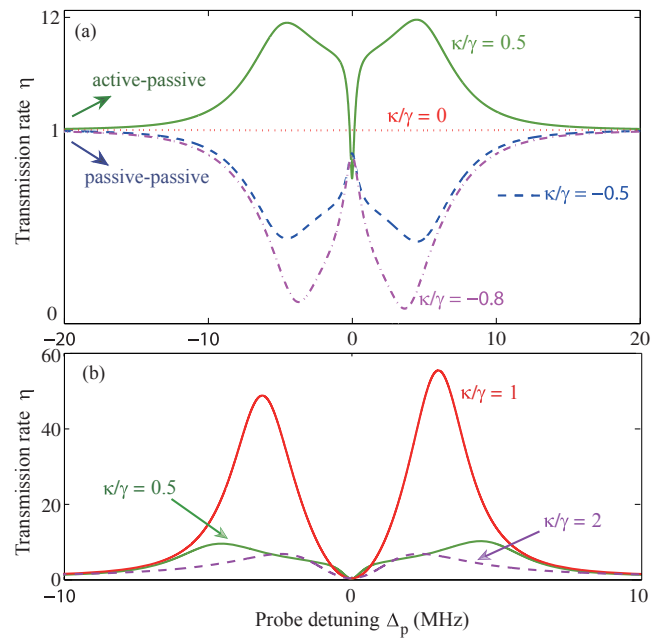 12
(a)
κ/γ = 0.5
active-passive
κ/γ = 0
1
passive-passive
κ/γ = −0.5
κ/γ = −0.8
0
Transmission rate η
−20
−10
0
10
20
60
(b)
κ/γ = 1
40
κ/γ = 0.5
κ/γ = 2
20
0
Transmission rate η
−10
−5
0
5
10
Probe detuning Δp (MHz)